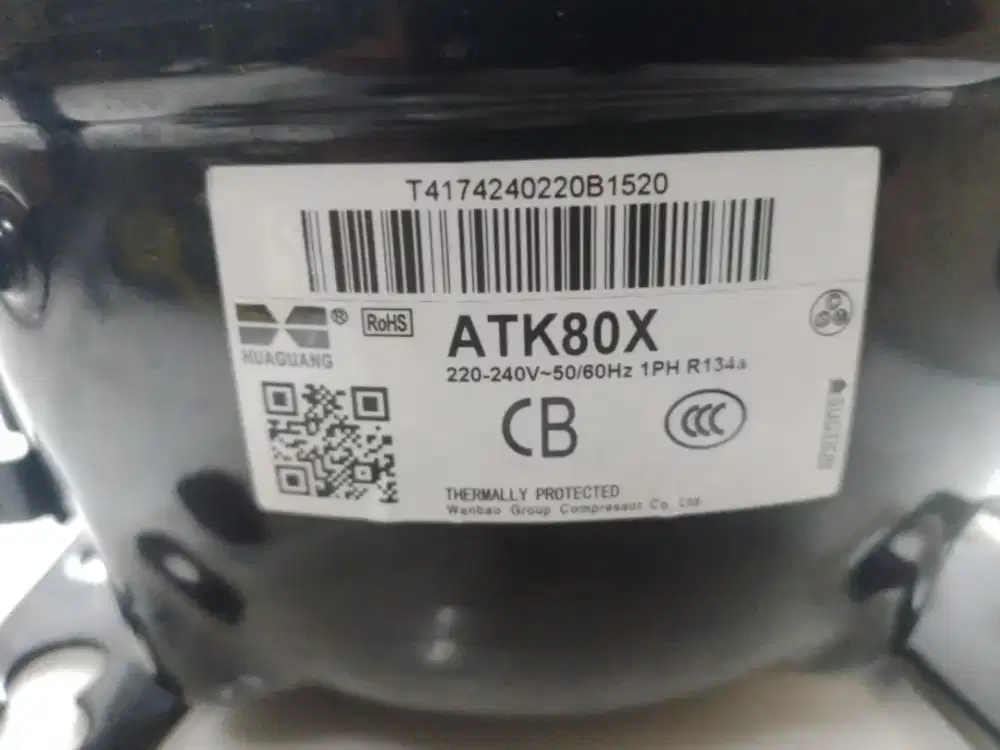 T4174240220B1520
HUAGUANG
®
RoHS
ATK80X
220-240V~50/60Hz 1PH R134a
CB
CCC
SUCTION
THERMALLY PROTECTED
Wanbao Group Compressor Co Ltd